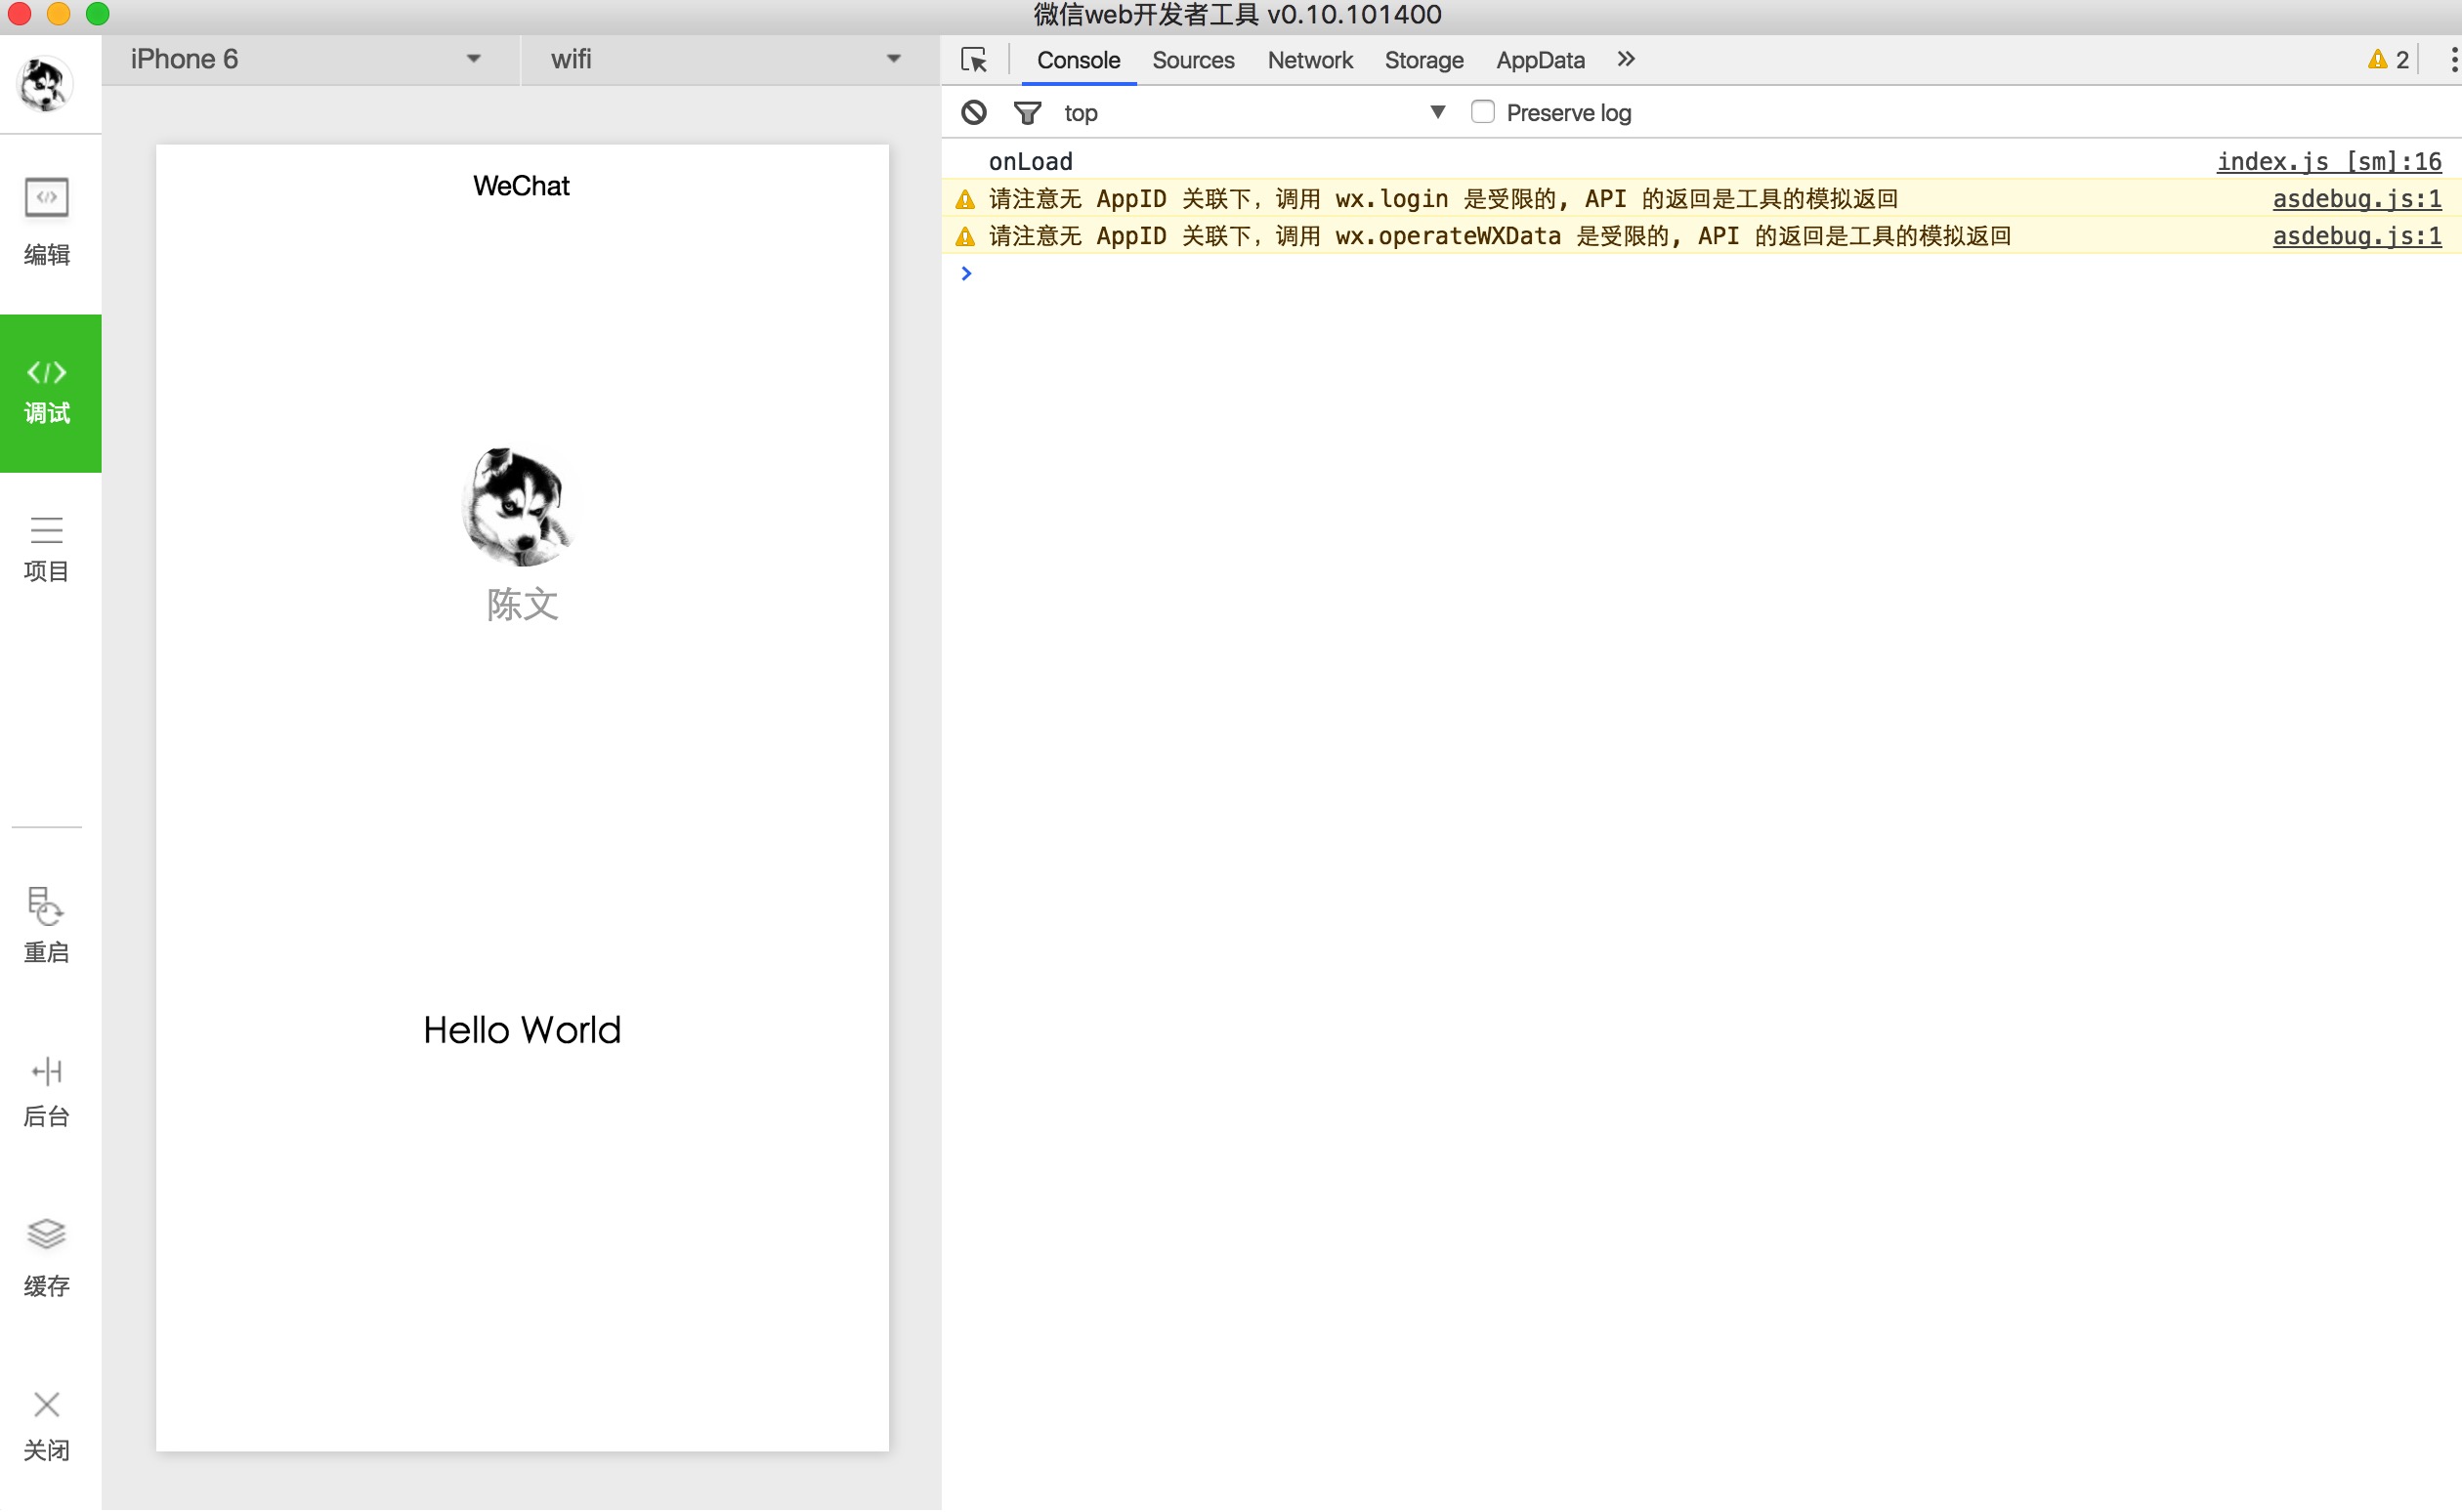 微信web开发者工具 v0.10.101400
iPhone 6
wifi
Console
Sources
Network
Storage
AppData
2
top
Preserve log
编辑
调试
项目
重启
后台
缓存
关闭
WeChat
陈文
Hello World
onLoad
index.js [sm]:16
请注意无 AppID 关联下，调用 wx.login 是受限的, API 的返回是工具的模拟返回
asdebug.js:1
请注意无 AppID 关联下，调用 wx.operateWXData 是受限的, API 的返回是工具的模拟返回
asdebug.js:1